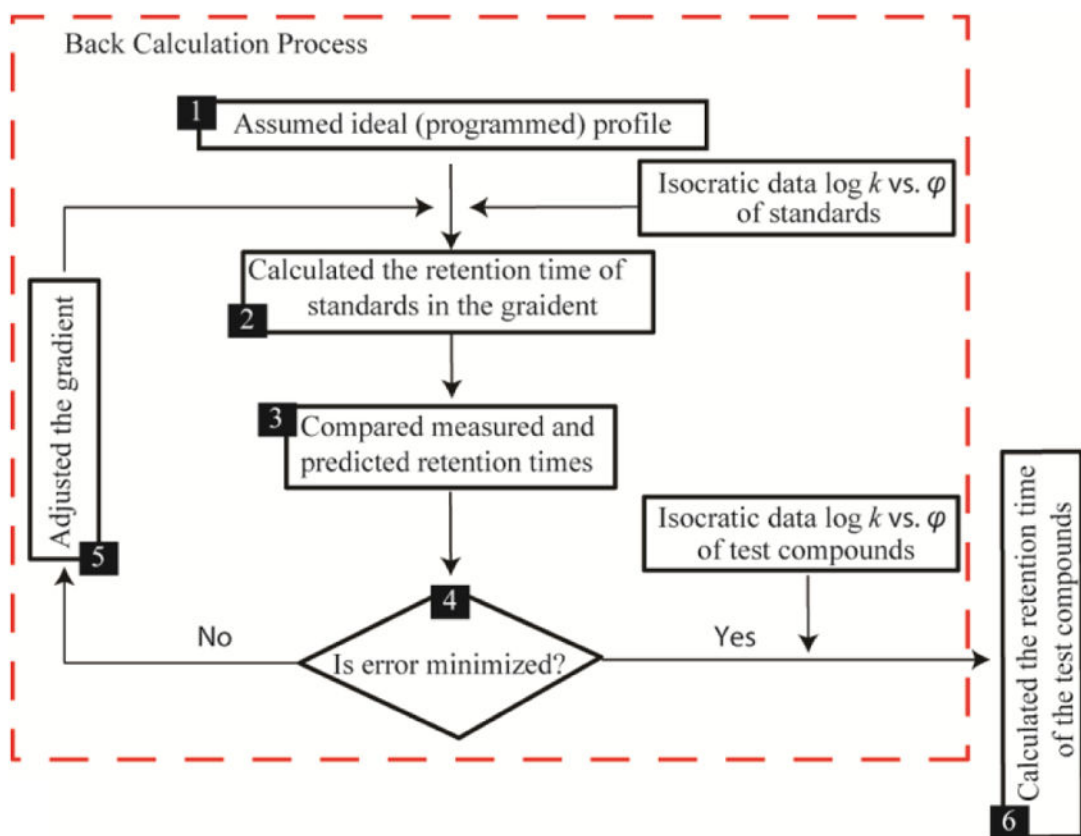 Back Calculation Process
1
Assumed ideal (programmed) profile
Isocratic data log k vs. φ
of standards
Calculated the retention time of
standards in the graident
2
3
Compared measured and
predicted retention times
Adjusted the gradient
5
Isocratic data log k vs. φ
of test compounds
4
Is error minimized?
No
Yes
Calculated the retention time
of the test compounds
6